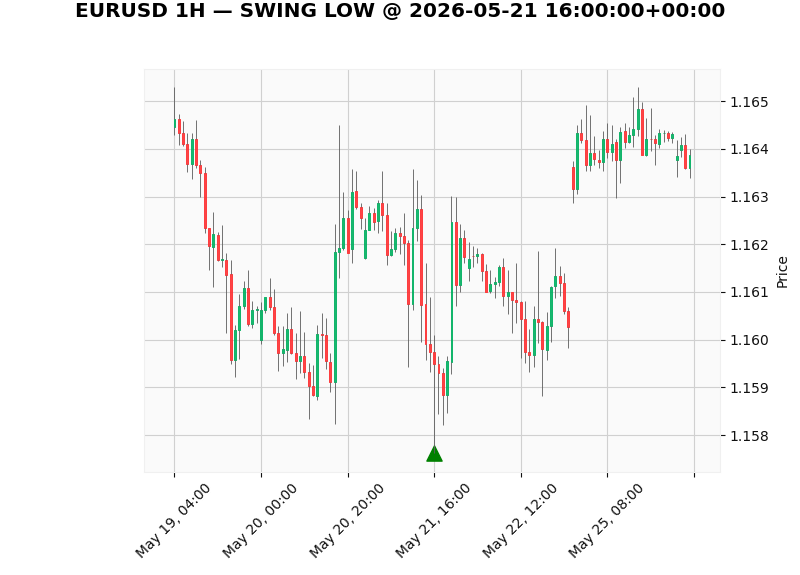 EURUSD 1H — SWING LOW @ 2026-05-21 16:00:00+00:00
1.165
1.164
1.163
1.162
1.161
1.160
1.159
1.158
Price
May 19, 04:00
May 20, 00:00
May 20, 20:00
May 21, 16:00
May 22, 12:00
May 25, 08:00